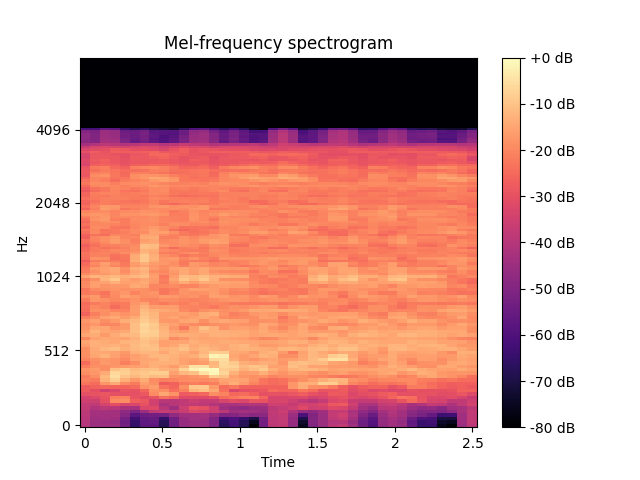 Mel-frequency spectrogram
Hz
4096
2048
1024
512
0
0
0.5
1
1.5
2
2.5
Time
+0 dB
-10 dB
-20 dB
-30 dB
-40 dB
-50 dB
-60 dB
-70 dB
-80 dB